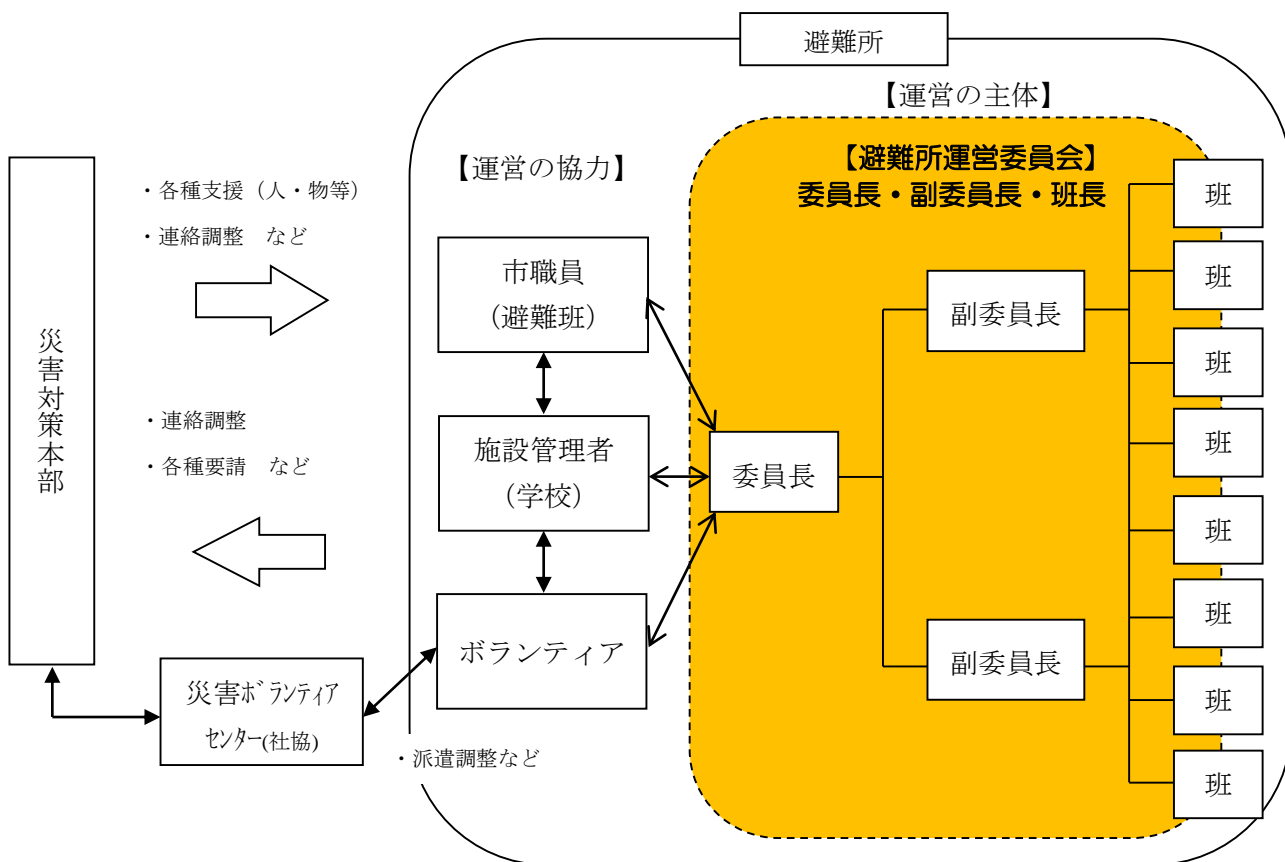 避難所
【運営の主体】
【避難所運営委員会】
委員長・副委員長・班長
【運営の協力】
・各種支援（人・物等）
・連絡調整　など
災害対策本部
・連絡調整
・各種要請　など
市職員
（避難班）
施設管理者
（学校）
ボランティア
災害ﾎﾞﾗﾝﾃｨｱ
ｾﾝﾀｰ(社協)
・派遣調整など
委員長
副委員長
副委員長
班
班
班
班
班
班
班
班